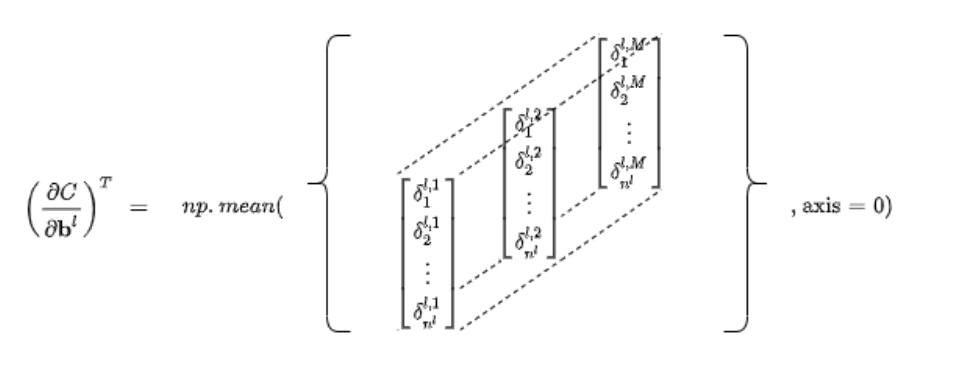 (∂C/∂b^l)^T = np.mean( { [δ_1^{l,1} δ_2^{l,1} ⋮ δ_{n^l}^{l,1}] [δ_1^{l,2} δ_2^{l,2} ⋮ δ_{n^l}^{l,2}] [δ_1^{l,M} δ_2^{l,M} ⋮ δ_{n^l}^{l,M}] } , axis = 0)